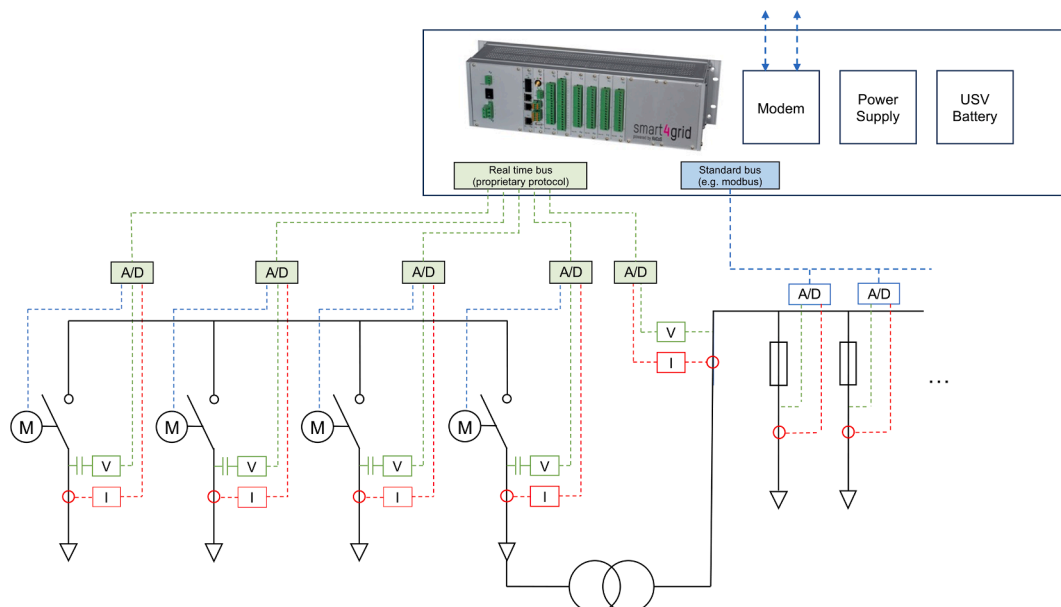 smart4grid
Modem
Power
Supply
USV
Battery
Real time bus
(proprietary protocol)
Standard bus
(e.g. modbus)
A/D
A/D
A/D
A/D
A/D
A/D
A/D
V
I
M
M
M
M
...
V
V
V
V
I
I
I
I